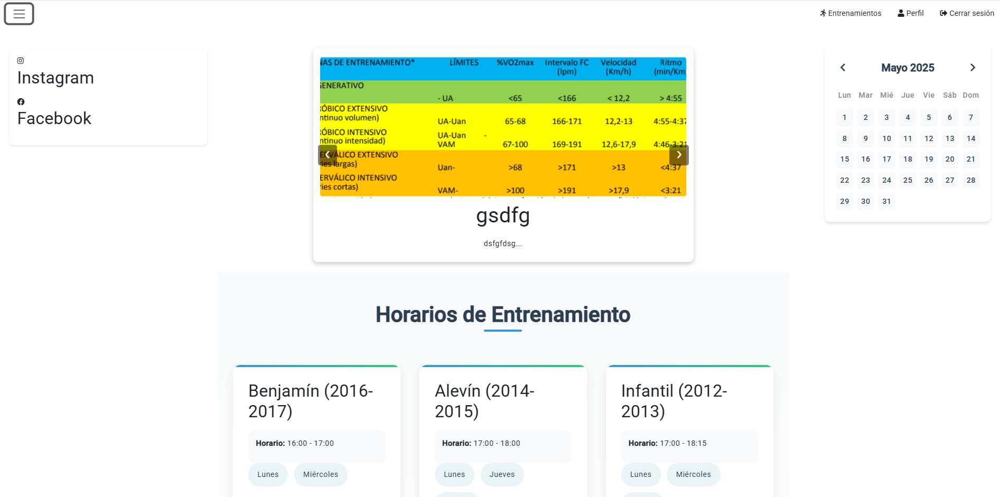 Entrenamientos Perfil Cerrar sesión
Instagram
Facebook
NAS DE ENTRENAMIENTO* LÍMITES %VO2max Intervalo FC (lpm) Velocidad (Km/h) Ritmo (min/Km
GENERATIVO
- UA <65 <166 < 12,2 > 4:55
RÓBICO EXTENSIVO
ntinuo volumen)
UA-Uan 65-68 166-171 12,2-13 4:55-4:37
RÓBICO INTENSIVO
ntinuo intensidad)
UA-Uan -
VAM 67-100 169-191 12,6-17,9 4:46-3:21
ERVÁLICO EXTENSIVO
ries largas)
Uan- >68 >171 >13 <4:37
ERVÁLICO INTENSIVO
ries cortas)
VAM- >100 >191 >17,9 <3:21
gsdfg
dsfgfdsg...
Mayo 2025
Lun Mar Mié Jue Vie Sáb Dom
1 2 3 4 5 6 7
8 9 10 11 12 13 14
15 16 17 18 19 20 21
22 23 24 25 26 27 28
29 30 31
Horarios de Entrenamiento
Benjamín (2016-
2017)
Horario: 16:00 - 17:00
Lunes Miércoles
Alevín (2014-
2015)
Horario: 17:00 - 18:00
Lunes Jueves
Infantil (2012-
2013)
Horario: 17:00 - 18:15
Lunes Miércoles